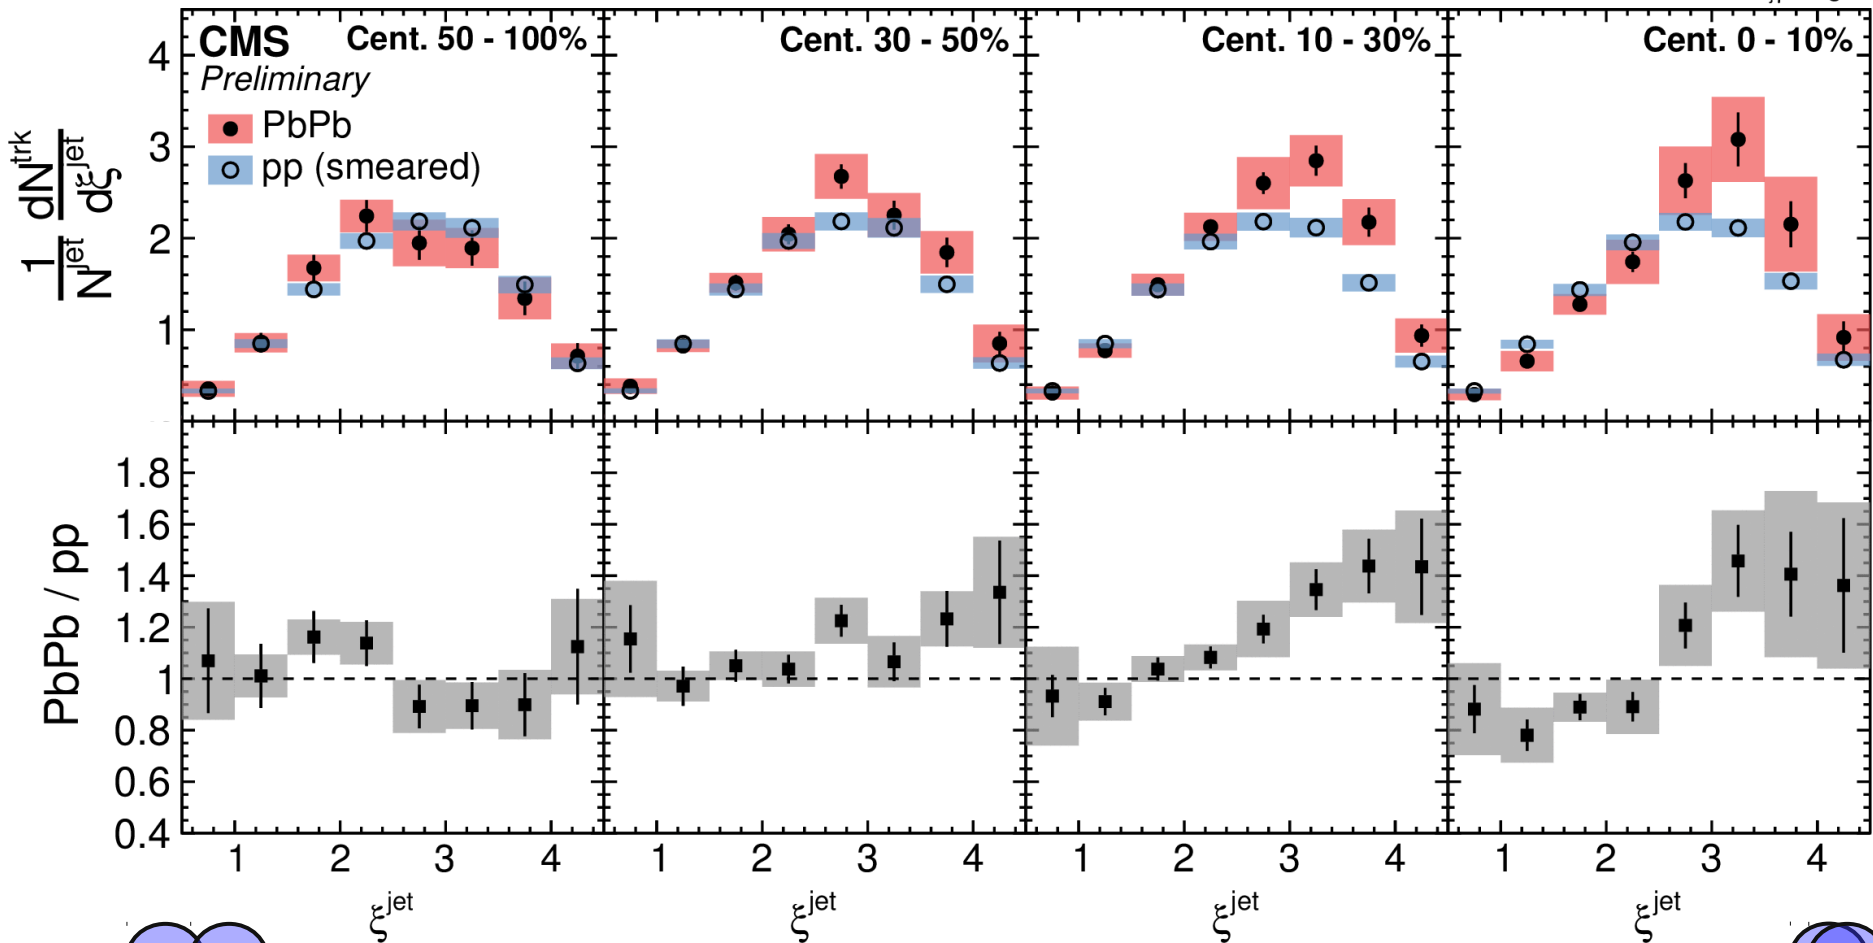 CMS Cent. 50 - 100% Cent. 30 - 50% Cent. 10 - 30% Cent. 0 - 10%
Preliminary
PbPb
pp (smeared)
4
3
2
1
1/N^jet dN^trk/dξ^jet
PbPb / pp
1.8
1.6
1.4
1.2
1
0.8
0.6
0.4
1 2 3 4 1 2 3 4 1 2 3 4 1 2 3 4
ξ^jet ξ^jet ξ^jet ξ^jet